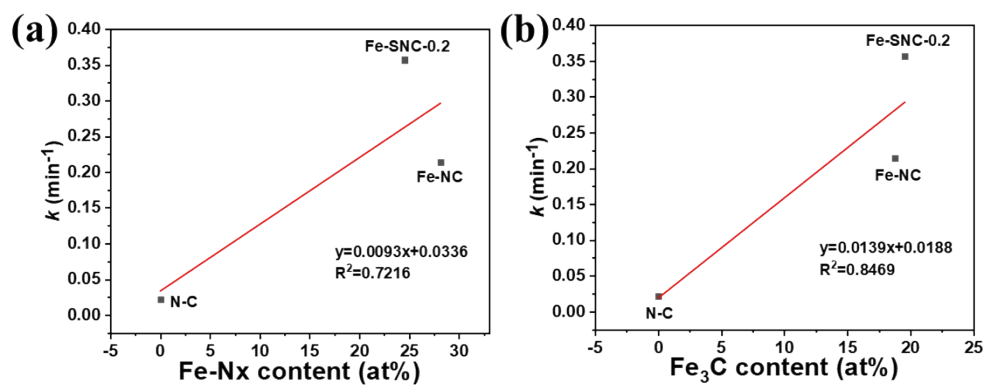 (a)
0.40
0.35
0.30
0.25
0.20
0.15
0.10
0.05
0.00
k (min-1)
Fe-SNC-0.2
Fe-NC
y=0.0093x+0.0336
R2=0.7216
N-C
-5 0 5 10 15 20 25 30
Fe-Nx content (at%)
(b)
0.40
0.35
0.30
0.25
0.20
0.15
0.10
0.05
0.00
k (min-1)
Fe-SNC-0.2
Fe-NC
y=0.0139x+0.0188
R2=0.8469
N-C
-5 0 5 10 15 20 25
Fe3C content (at%)